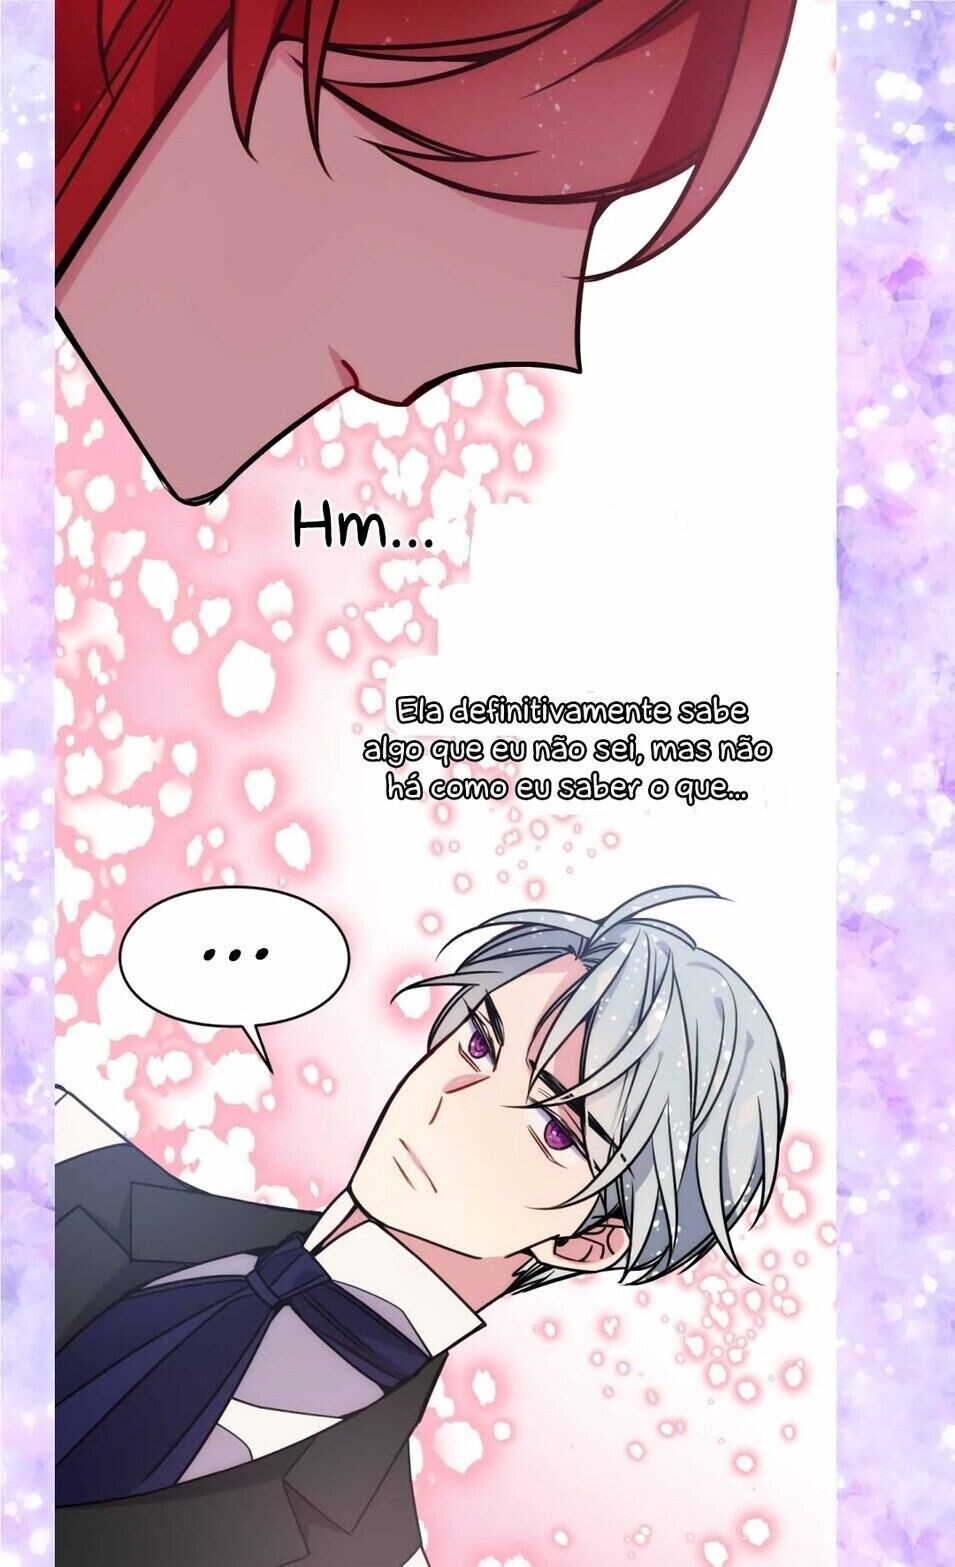 Hm...
Ela definitivamente sabe
algo que eu não sei, mas não
há como eu saber o que...
...